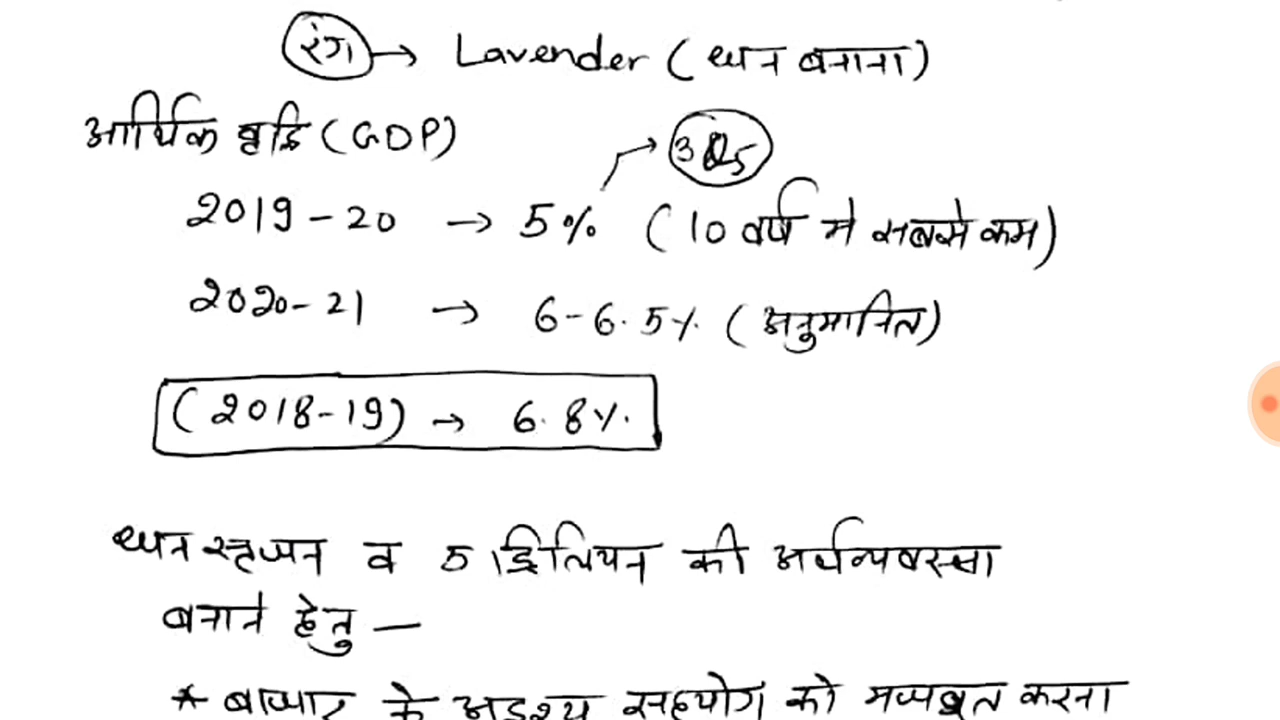 रंग → Lavender (धन बनाना)
आर्थिक वृद्धि (GDP)
2019-20 → 5% (10 वर्ष मे सबसे कम)
2020-21 → 6-6.5% (अनुमानित)
(2018-19) → 6.8%
धन सृजन व 5 ट्रिलियन की अर्थव्यवस्था
बनाने हेतु —
* बाजार के अदृश्य सहयोग को मजबूत करना